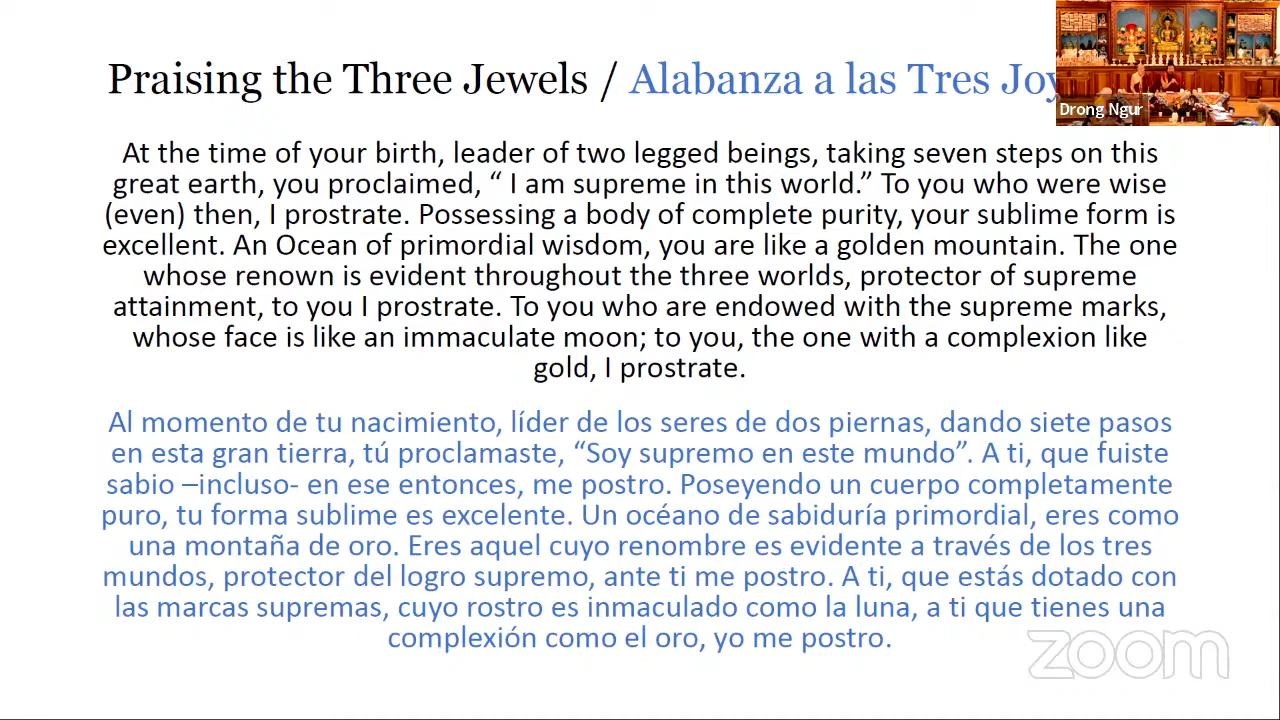 Praising the Three Jewels / Alabanza a las Tres
Drong Ngur
At the time of your birth, leader of two legged beings, taking seven steps on this
great earth, you proclaimed, “ I am supreme in this world.” To you who were wise
(even) then, I prostrate. Possessing a body of complete purity, your sublime form is
excellent. An Ocean of primordial wisdom, you are like a golden mountain. The one
whose renown is evident throughout the three worlds, protector of supreme
attainment, to you I prostrate. To you who are endowed with the supreme marks,
whose face is like an immaculate moon; to you, the one with a complexion like
gold, I prostrate.
Al momento de tu nacimiento, líder de los seres de dos piernas, dando siete pasos
en esta gran tierra, tú proclamaste, “Soy supremo en este mundo”. A ti, que fuiste
sabio –incluso- en ese entonces, me postro. Poseyendo un cuerpo completamente
puro, tu forma sublime es excelente. Un océano de sabiduría primordial, eres como
una montaña de oro. Eres aquel cuyo renombre es evidente a través de los tres
mundos, protector del logro supremo, ante ti me postro. A ti, que estás dotado con
las marcas supremas, cuyo rostro es inmaculado como la luna, a ti que tienes una
complexión como el oro, yo me postro.
zoom